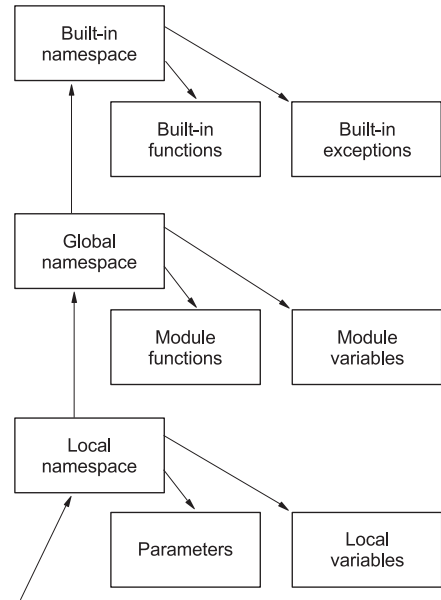 Built-in
namespace
Built-in
functions
Built-in
exceptions
Global
namespace
Module
functions
Module
variables
Local
namespace
Parameters
Local
variables